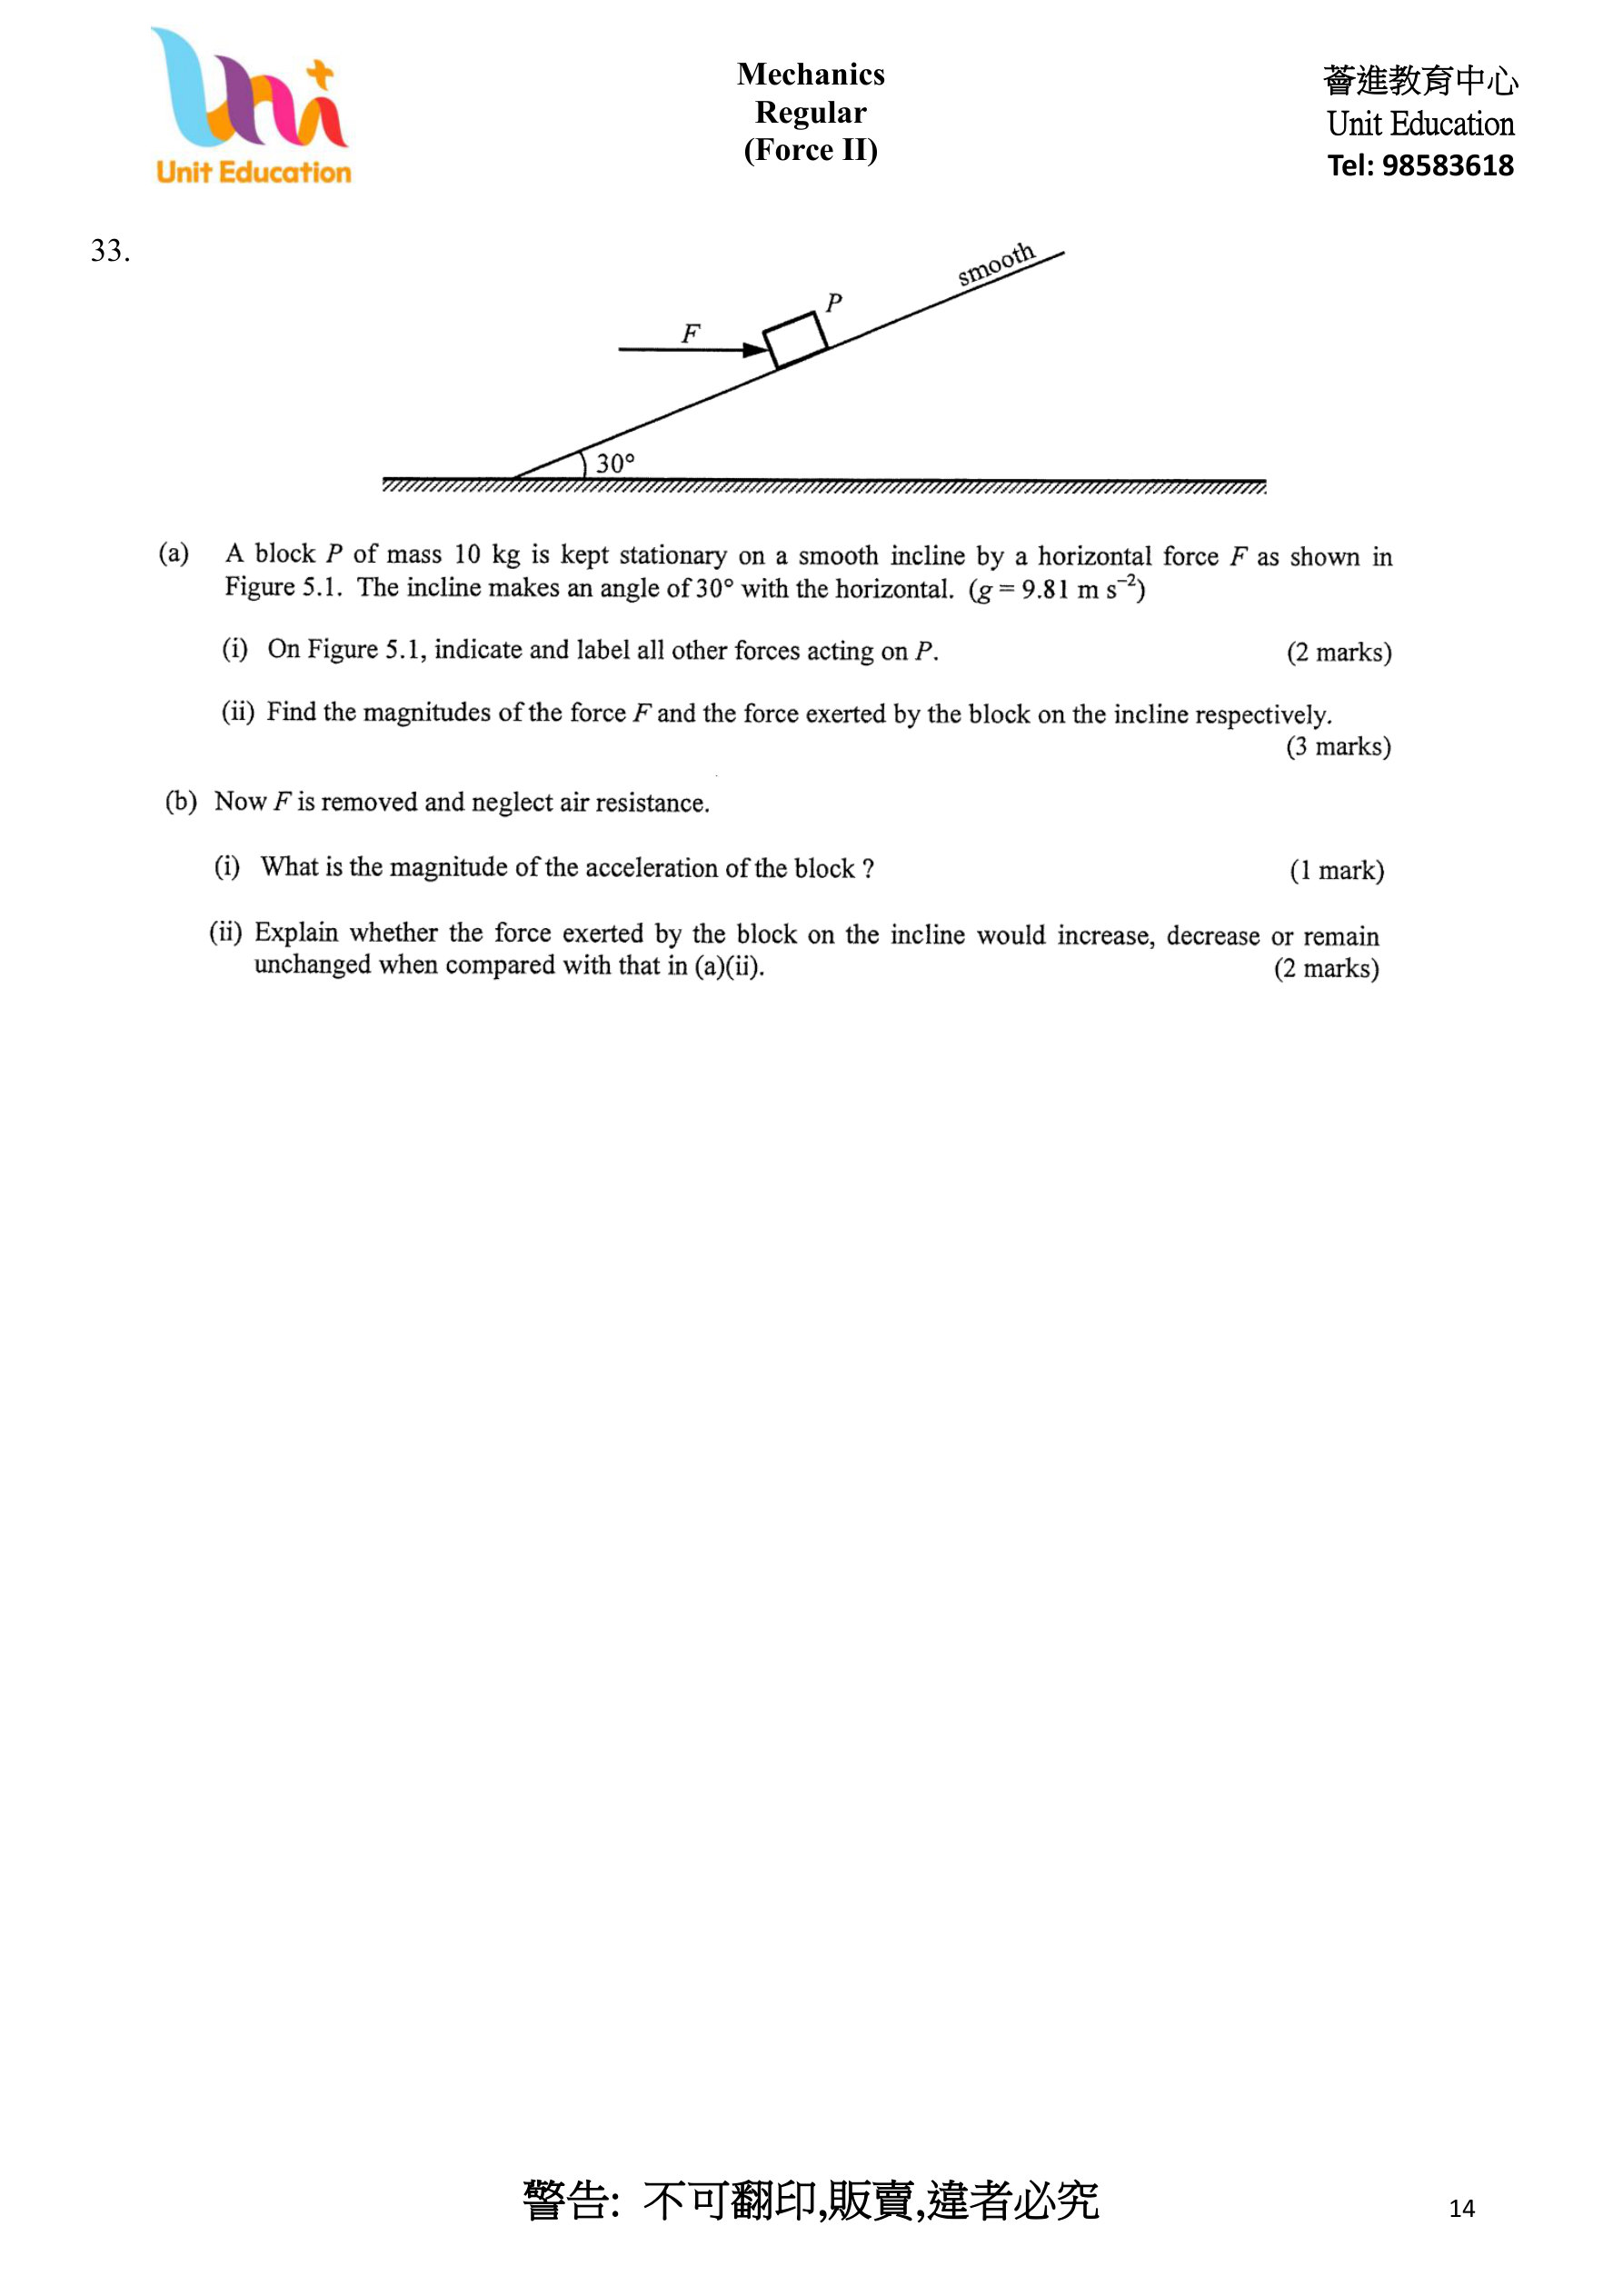 Uni+
Unit Education
Mechanics
Regular
(Force II)
薈進教育中心
Unit Education
Tel: 98583618
33.
smooth
P
F
30°
(a) A block P of mass 10 kg is kept stationary on a smooth incline by a horizontal force F as shown in
Figure 5.1. The incline makes an angle of 30° with the horizontal. (g = 9.81 m s⁻²)
(i) On Figure 5.1, indicate and label all other forces acting on P. (2 marks)
(ii) Find the magnitudes of the force F and the force exerted by the block on the incline respectively.
(3 marks)
(b) Now F is removed and neglect air resistance.
(i) What is the magnitude of the acceleration of the block ? (1 mark)
(ii) Explain whether the force exerted by the block on the incline would increase, decrease or remain
unchanged when compared with that in (a)(ii). (2 marks)
警告: 不可翻印,販賣,違者必究
14